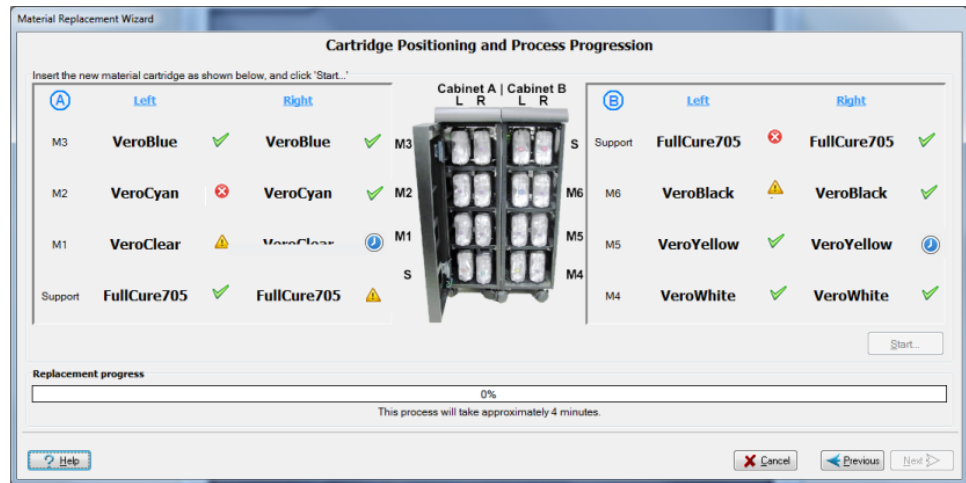 Material Replacement Wizard
Cartridge Positioning and Process Progression
Insert the new material cartridge as shown below, and click 'Start...'
A Left Right
M3 VeroBlue VeroBlue
M2 VeroCyan VeroCyan
M1 VeroClear VeroClear
Support FullCure705 FullCure705
Cabinet A | Cabinet B
L R L R
M3 S
M2 M6
M1 M5
S M4
B Left Right
Support FullCure705 FullCure705
M6 VeroBlack VeroBlack
M5 VeroYellow VeroYellow
M4 VeroWhite VeroWhite
Start...
Replacement progress
0%
This process will take approximately 4 minutes.
? Help Cancel Previous Next